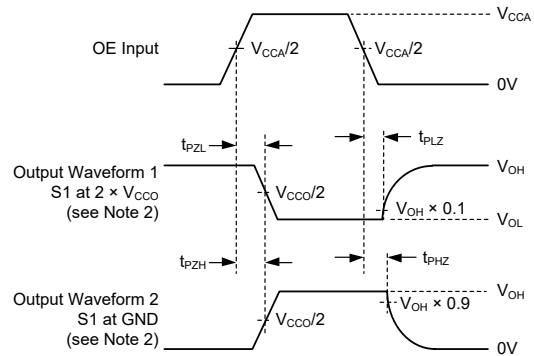 V_CCA
OE Input
V_CCA/2
V_CCA/2
0V
t_PZL
t_PLZ
Output Waveform 1
S1 at 2 × V_CCO
(see Note 2)
V_CCO/2
V_OH
V_OH × 0.1
V_OL
t_PZH
t_PHZ
Output Waveform 2
S1 at GND
(see Note 2)
V_CCO/2
V_OH
V_OH × 0.9
0V